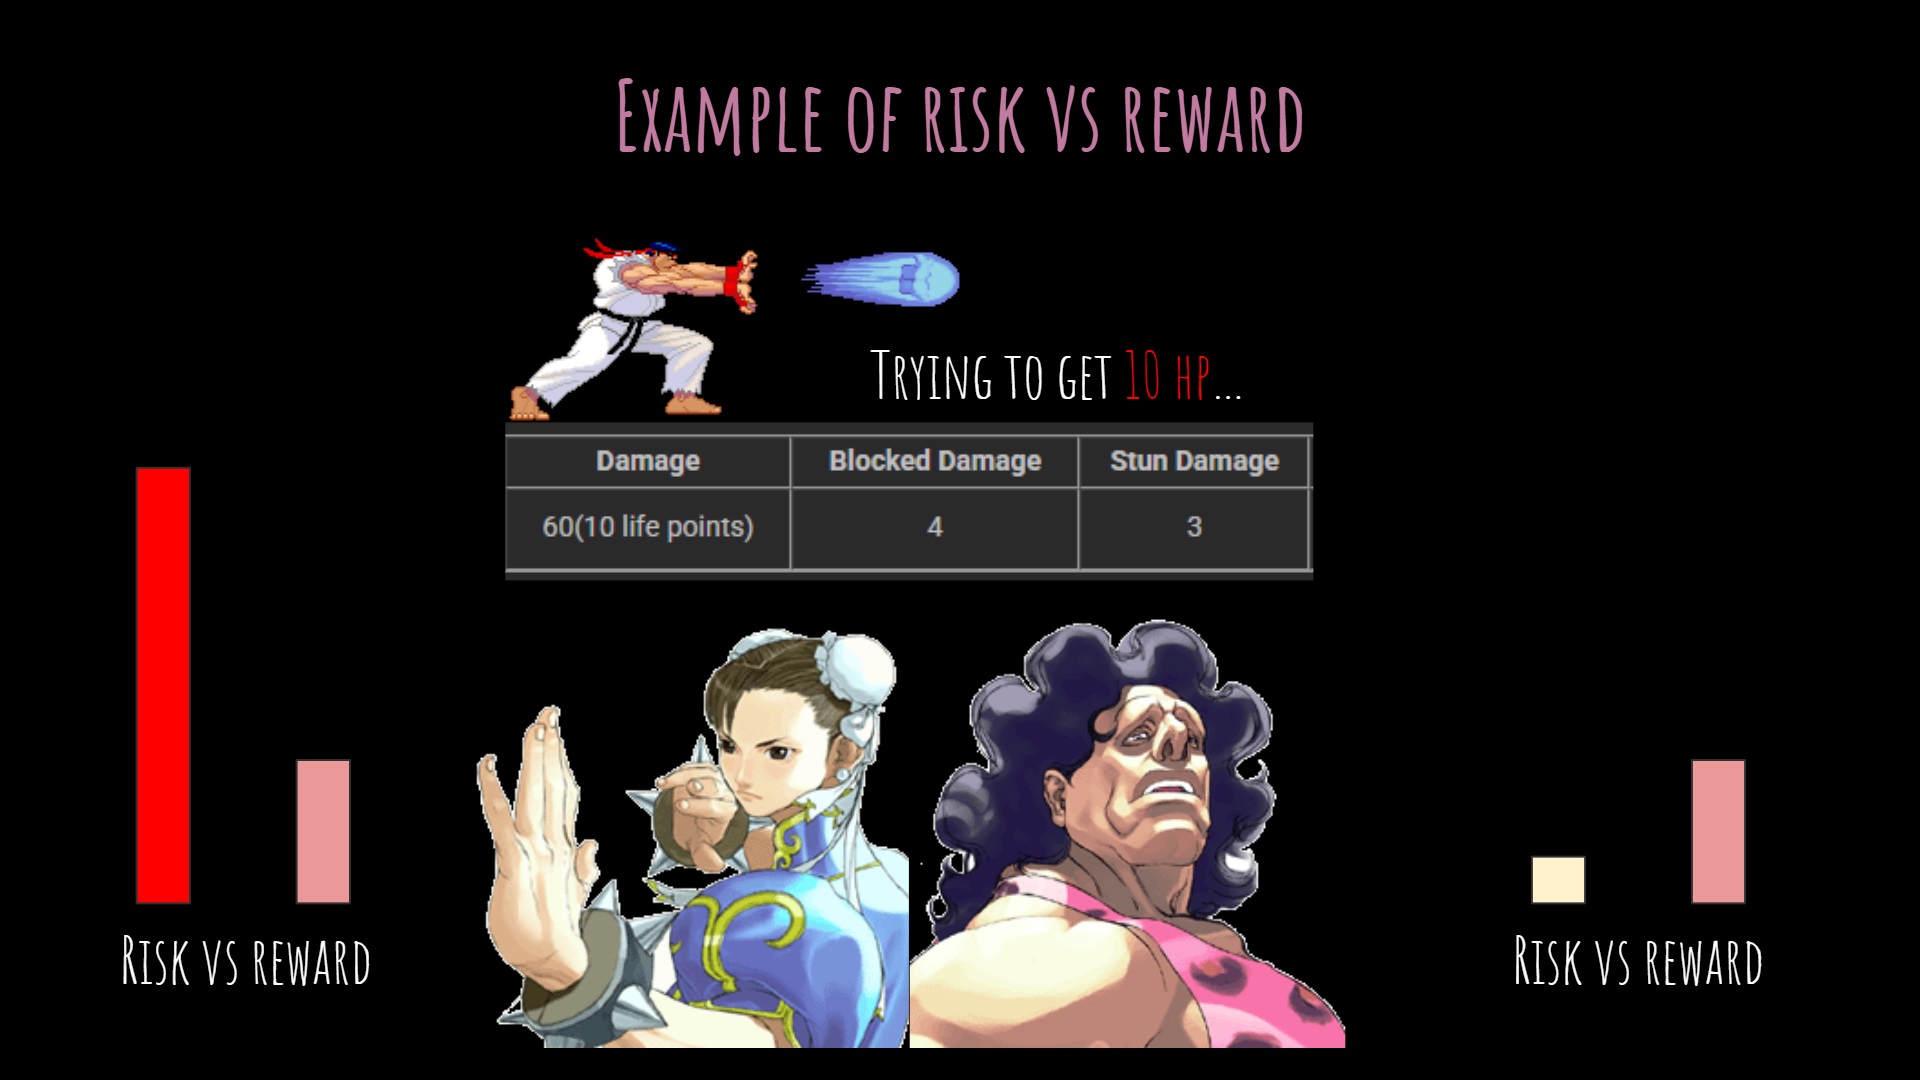 Example of risk vs reward
Trying to get 10 hp...
Damage Blocked Damage Stun Damage
60(10 life points) 4 3
Risk vs reward
Risk vs reward